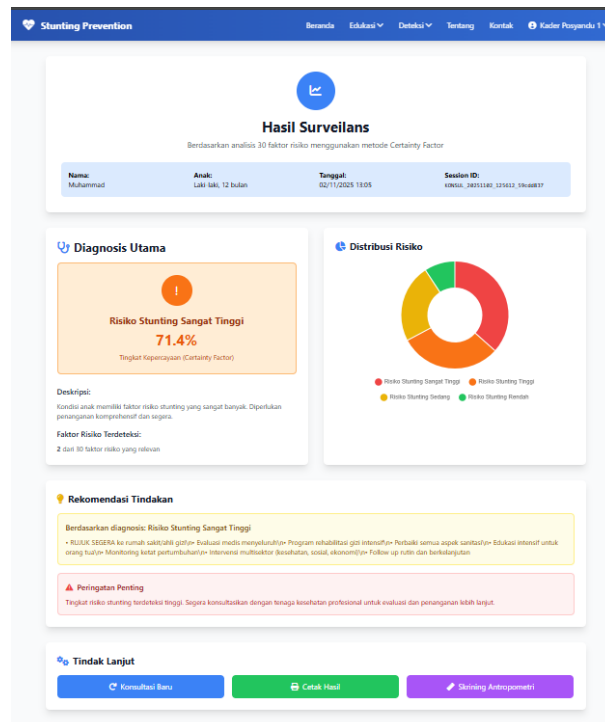 Stunting Prevention
Beranda Edukasi Deteksi Tentang Kontak Kader Posyandu 1
Hasil Surveilans
Berdasarkan analisis 30 faktor risiko menggunakan metode Certainty Factor
Nama: Anak: Tanggal: Session ID:
Muhammad Laki-laki, 12 bulan 02/11/2025 13:05
Diagnosis Utama
!
Risiko Stunting Sangat Tinggi
71.4%
Tingkat Kepercayaan (Certainty Factor)
Deskripsi:
Kondisi anak memiliki faktor risiko stunting yang sangat banyak. Diperlukan
penanganan komprehensif dan segera.
Faktor Risiko Terdeteksi:
2 dari 30 faktor risiko yang relevan
Distribusi Risiko
Risiko Stunting Sangat Tinggi Risiko Stunting Tinggi
Risiko Stunting Sedang Risiko Stunting Rendah
Rekomendasi Tindakan
Berdasarkan diagnosis: Risiko Stunting Sangat Tinggi
• RUJUK SEGERA ke rumah sakit/ahli gizi\n• Evaluasi medis menyeluruh\n• Program rehabilitasi gizi intensif\n• Perbaiki semua aspek sanitasi\n• Edukasi intensif untuk
orang tua\n• Monitoring ketat pertumbuhan\n• Intervensi multisektor (kesehatan, sosial, ekonomi)\n• Follow up rutin dan berkelanjutan
Peringatan Penting
Tingkat risiko stunting terdeteksi tinggi. Segera konsultasikan dengan tenaga kesehatan profesional untuk evaluasi dan penanganan lebih lanjut.
Tindak Lanjut
Konsultasi Baru Cetak Hasil Skrining Antropometri